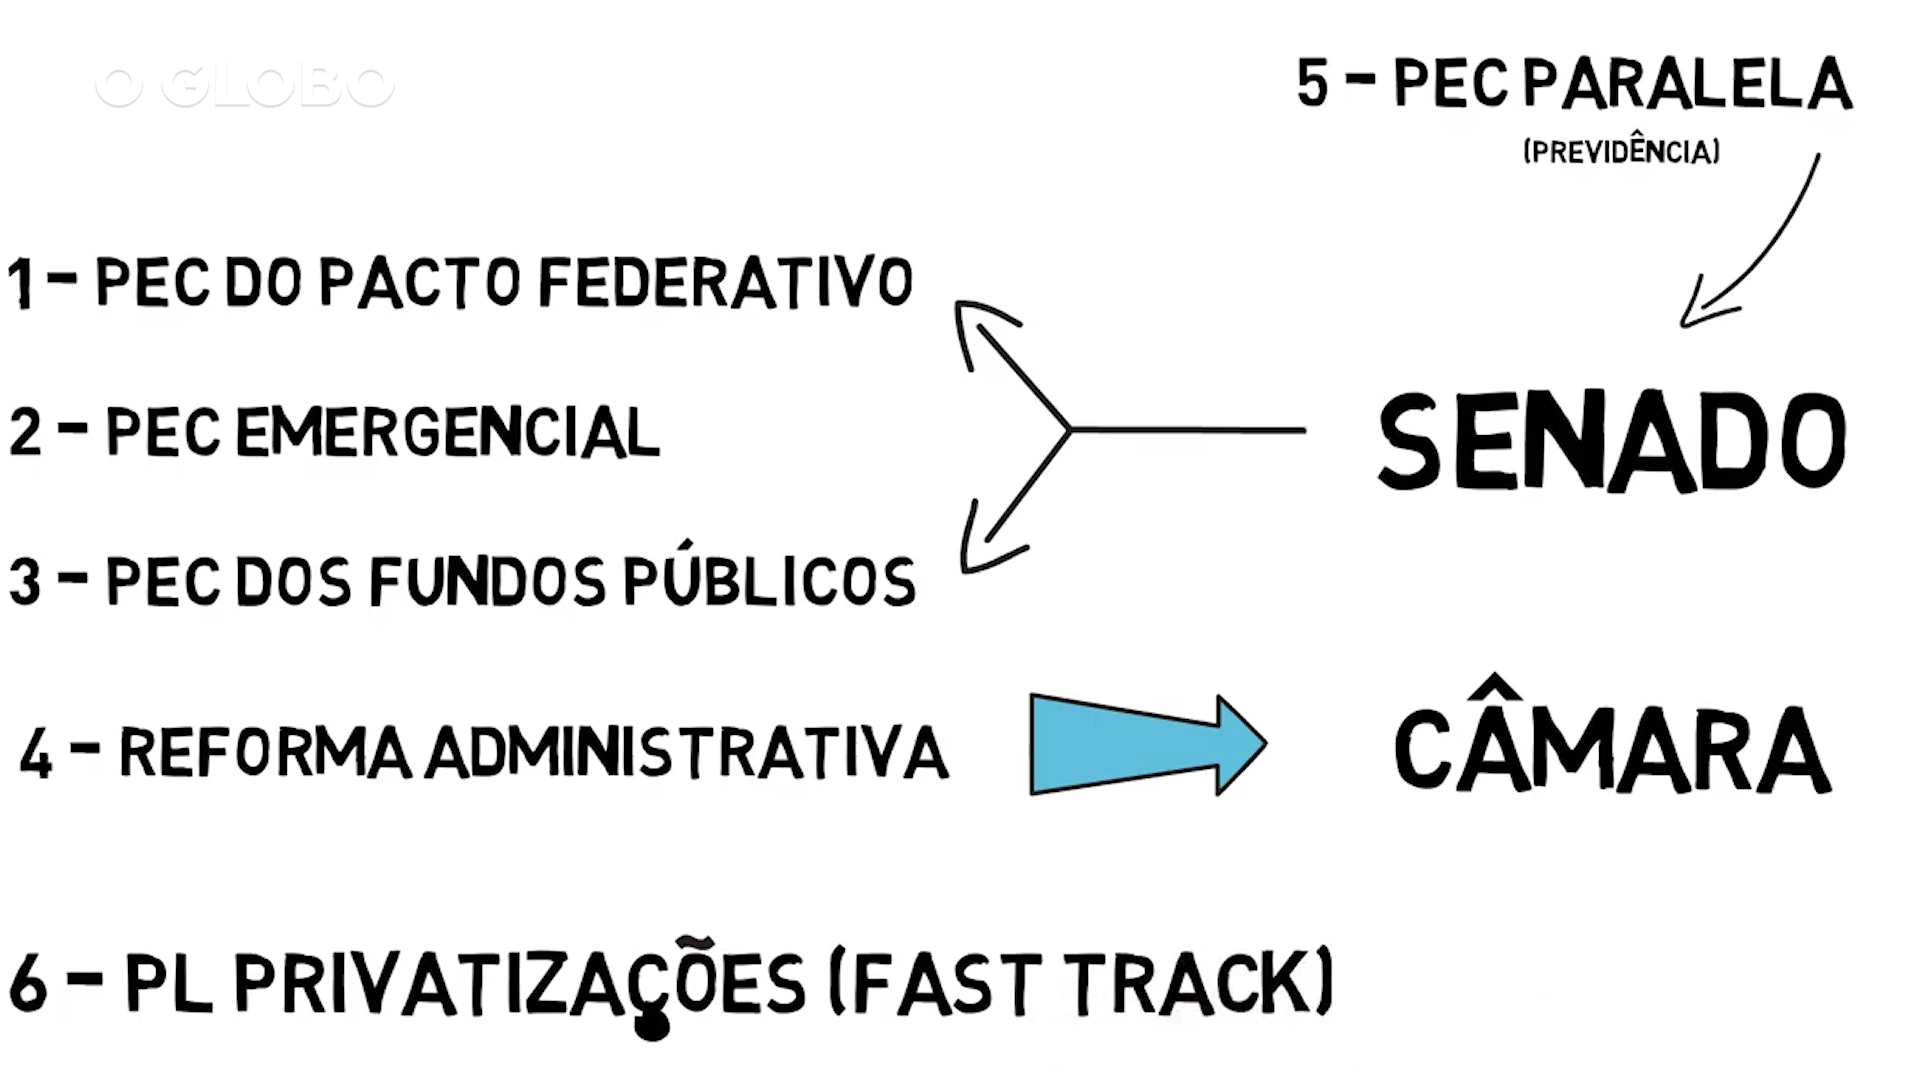 O GLOBO
5 - PEC PARALELA
(PREVIDÊNCIA)
1 - PEC DO PACTO FEDERATIVO
2 - PEC EMERGENCIAL
SENADO
3 - PEC DOS FUNDOS PÚBLICOS
4 - REFORMA ADMINISTRATIVA
CÂMARA
6 - PL PRIVATIZAÇÕES (FAST TRACK)